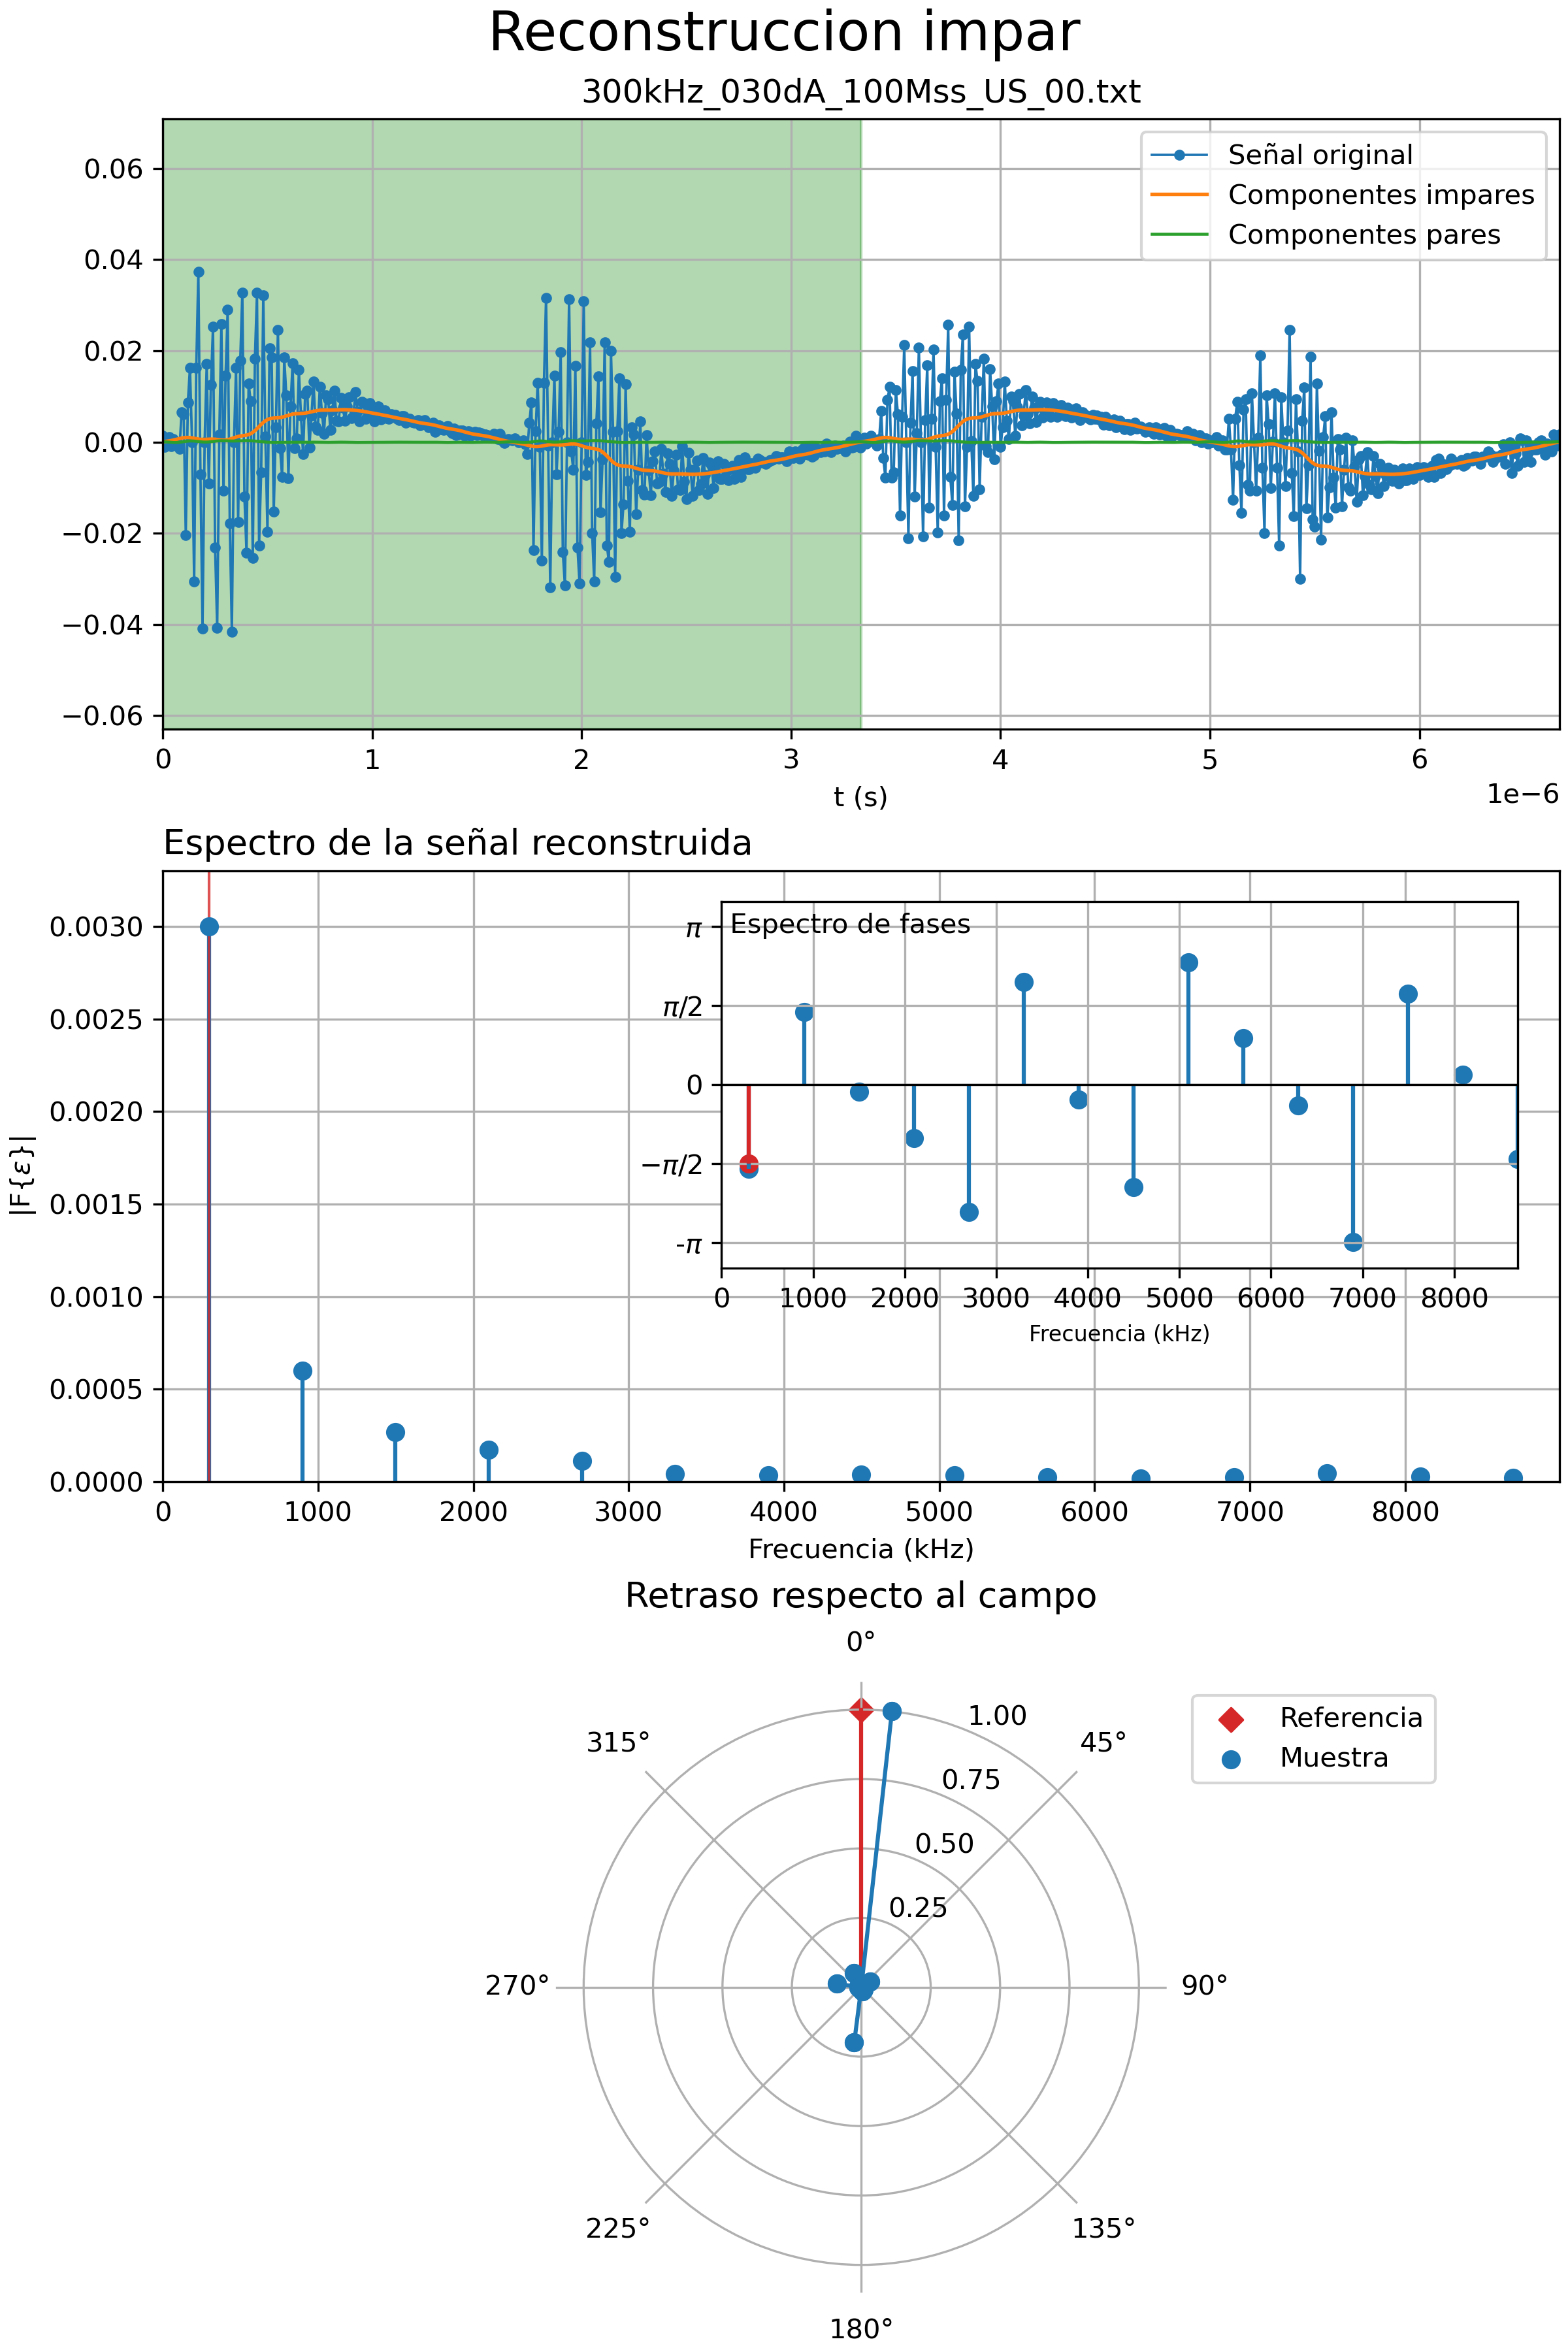 Reconstruccion impar
300kHz_030dA_100Mss_US_00.txt
Señal original
Componentes impares
Componentes pares
0.06
0.04
0.02
0.00
−0.02
−0.04
−0.06
0 1 2 3 4 5 6
t (s)
1e−6
Espectro de la señal reconstruida
|F{ε}|
0.0030
0.0025
0.0020
0.0015
0.0010
0.0005
0.0000
Espectro de fases
π
π/2
0
−π/2
-π
0 1000 2000 3000 4000 5000 6000 7000 8000
Frecuencia (kHz)
0 1000 2000 3000 4000 5000 6000 7000 8000
Frecuencia (kHz)
Retraso respecto al campo
0°
45°
90°
135°
180°
225°
270°
315°
1.00
0.75
0.50
0.25
Referencia
Muestra